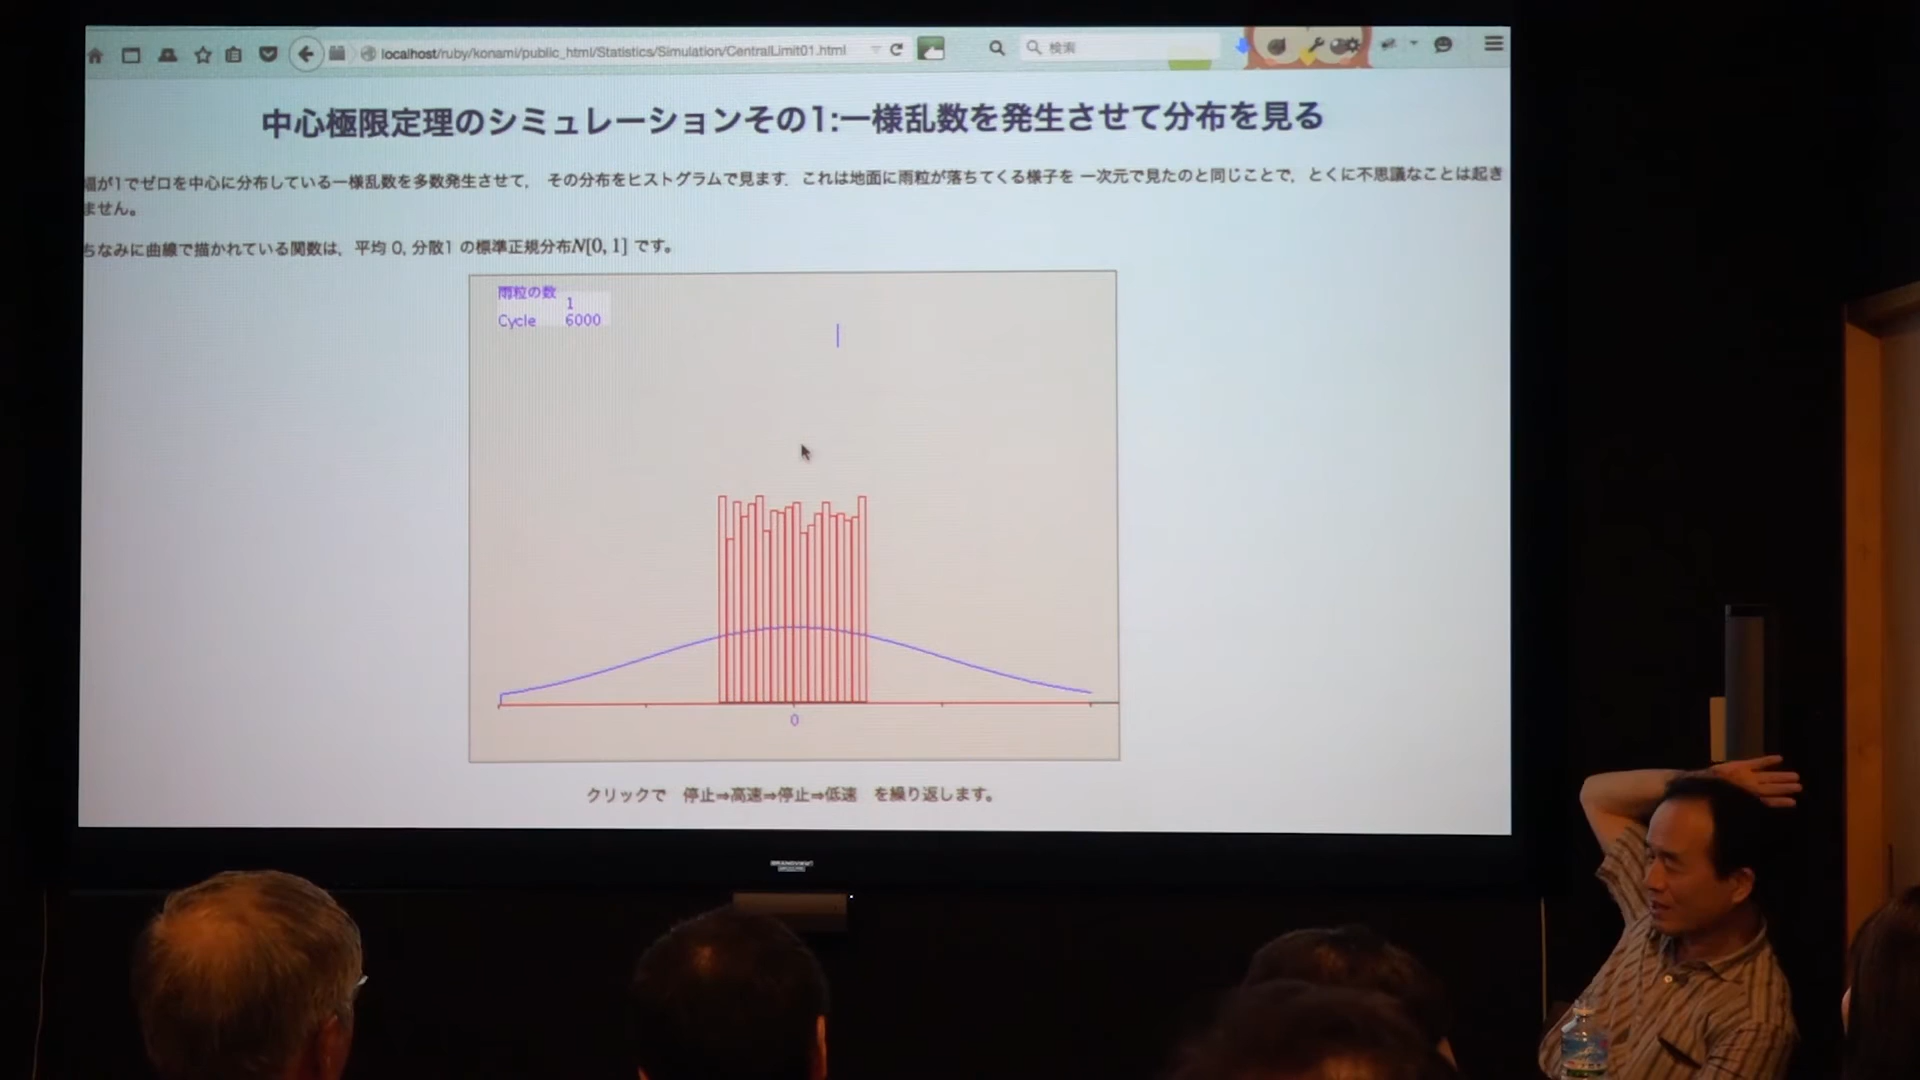 localhost/ruby/konami/public_html/Statistics/Simulation/CentralLimit01.html
検索
中心極限定理のシミュレーションその1:一様乱数を発生させて分布を見る
幅が1でゼロを中心に分布している一様乱数を多数発生させて， その分布をヒストグラムで見ます．これは地面に雨粒が落ちてくる様子を 一次元で見たのと同じことで，とくに不思議なことは起き
ません。
ちなみに曲線で描かれている関数は，平均 0, 分散1 の標準正規分布N[0, 1] です。
雨粒の数 1
Cycle 6000
0
クリックで 停止⇒高速⇒停止⇒低速 を繰り返します。